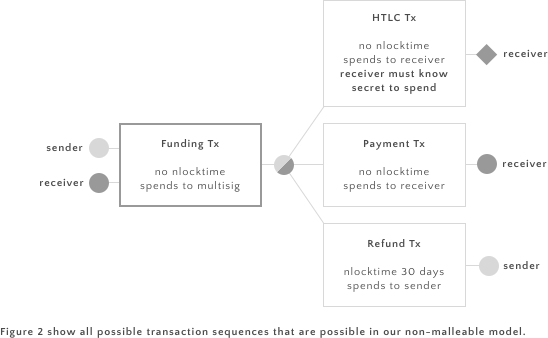 HTLC Tx
no nlocktime
spends to receiver
receiver must know
secret to spend
receiver
sender
receiver
Funding Tx
no nlocktime
spends to multisig
Payment Tx
no nlocktime
spends to receiver
receiver
Refund Tx
nlocktime 30 days
spends to sender
sender
Figure 2 show all possible transaction sequences that are possible in our non-malleable model.